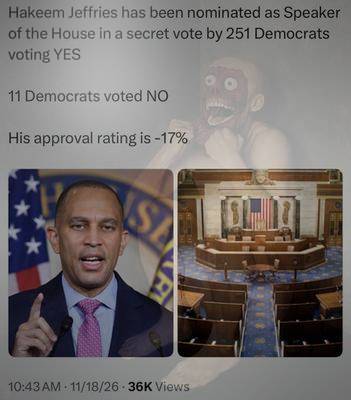 Hakeem Jeffries has been nominated as Speaker
of the House in a secret vote by 251 Democrats
voting YES
11 Democrats voted NO
His approval rating is -17%
10:43 AM · 11/18/26 · 36K Views